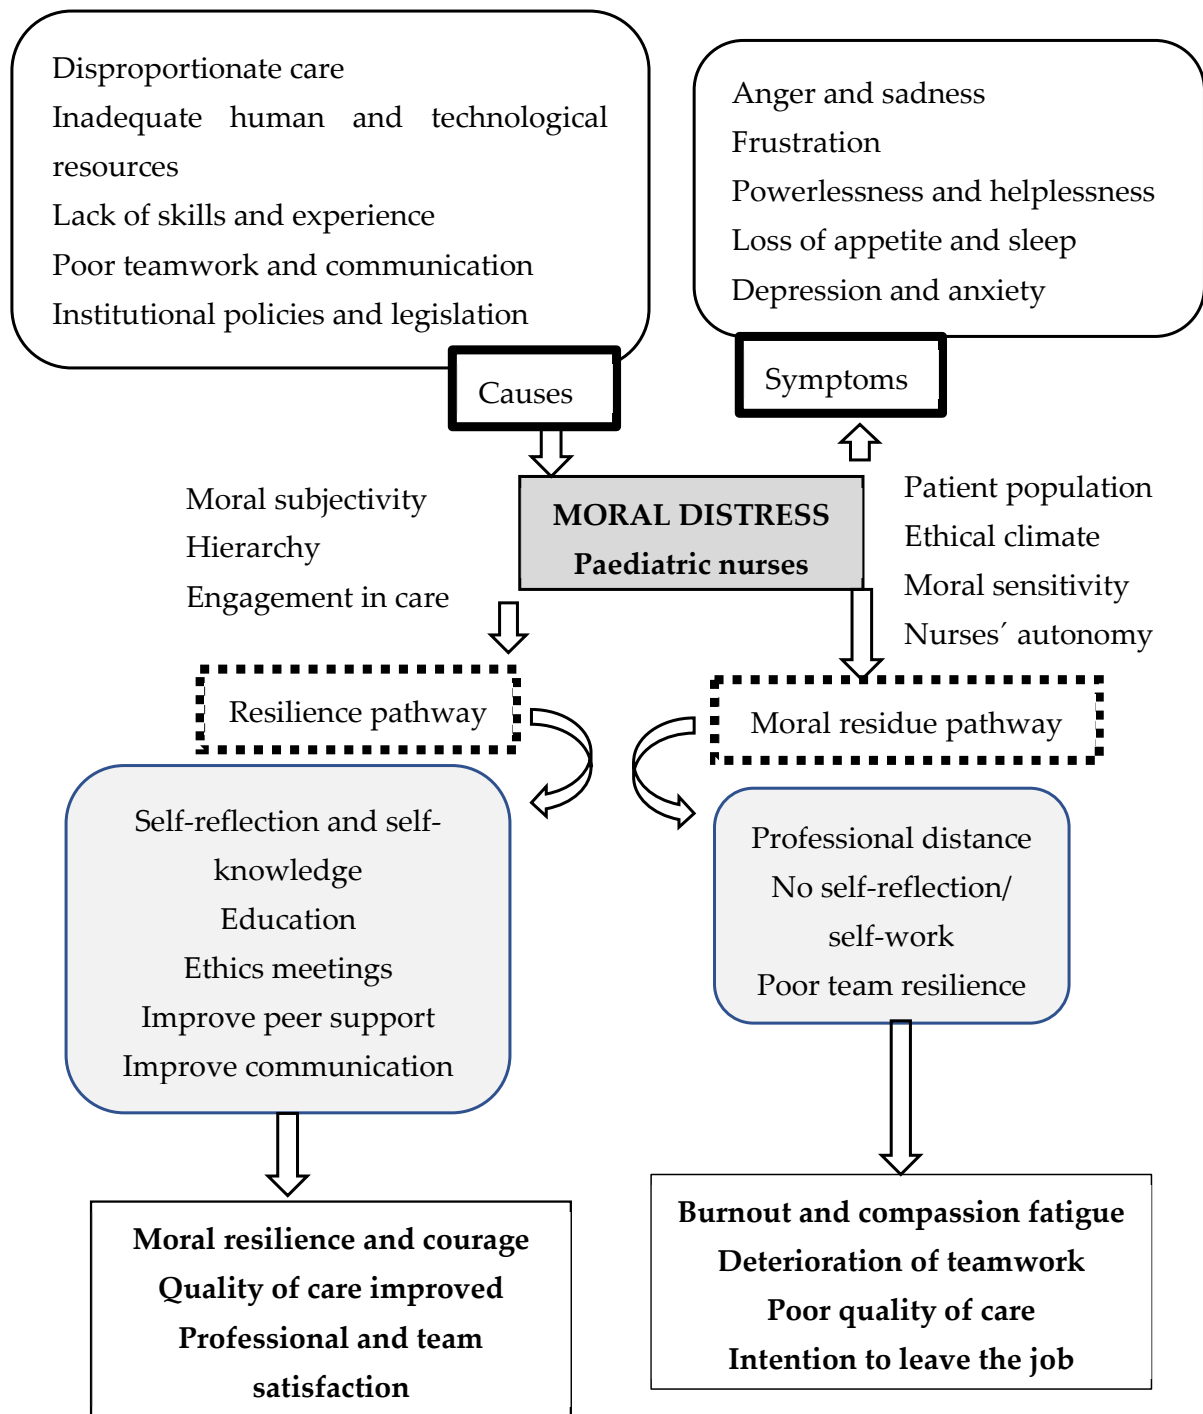 Disproportionate care
Inadequate human and technological
resources
Lack of skills and experience
Poor teamwork and communication
Institutional policies and legislation
Causes
Anger and sadness
Frustration
Powerlessness and helplessness
Loss of appetite and sleep
Depression and anxiety
Symptoms
MORAL DISTRESS
Paediatric nurses
Moral subjectivity
Hierarchy
Engagement in care
Patient population
Ethical climate
Moral sensitivity
Nurses´ autonomy
Resilience pathway
Moral residue pathway
Self-reflection and self-
knowledge
Education
Ethics meetings
Improve peer support
Improve communication
Professional distance
No self-reflection/
self-work
Poor team resilience
Moral resilience and courage
Quality of care improved
Professional and team
satisfaction
Burnout and compassion fatigue
Deterioration of teamwork
Poor quality of care
Intention to leave the job